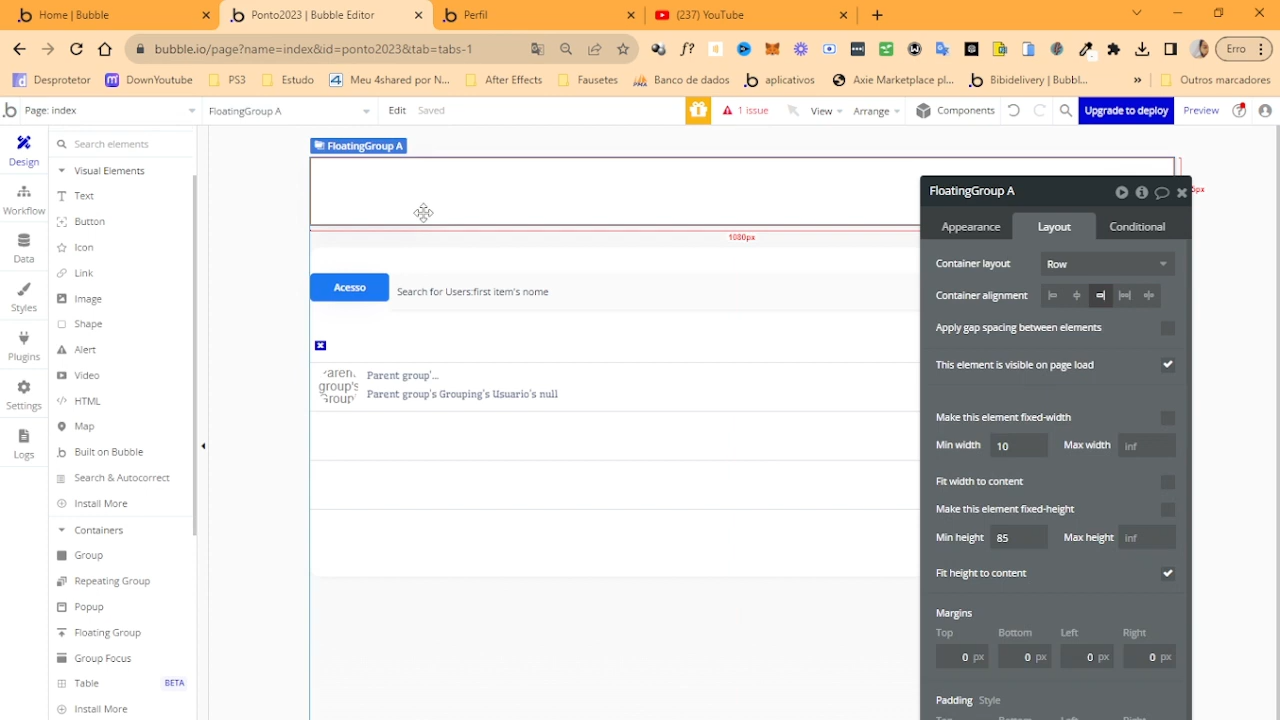 Home | Bubble
Ponto2023 | Bubble Editor
Perfil
(237) YouTube
bubble.io/page?name=index&id=ponto2023&tab=tabs-1
Erro
Desprotetor
DownYoutube
PS3
Estudo
Meu 4shared por N...
After Effects
Fausetes
Banco de dados
aplicativos
Axie Marketplace pl...
Bibidelivery | Bubbl...
Outros marcadores
Page: index
FloatingGroup A
Edit
Saved
1 issue
View
Arrange
Components
Upgrade to deploy
Preview
Design
Workflow
Data
Styles
Plugins
Settings
Logs
Search elements
Visual Elements
Text
Button
Icon
Link
Image
Shape
Alert
Video
HTML
Map
Built on Bubble
Search & Autocorrect
Install More
Containers
Group
Repeating Group
Popup
Floating Group
Group Focus
Table BETA
Install More
FloatingGroup A
1080px
Acesso
Search for Users:first item's nome
Parent group'...
Parent group's Grouping's Usuario's null
FloatingGroup A
Appearance
Layout
Conditional
Container layout Row
Container alignment
Apply gap spacing between elements
This element is visible on page load
Make this element fixed-width
Min width 10 Max width inf
Fit width to content
Make this element fixed-height
Min height 85 Max height inf
Fit height to content
Margins
Top Bottom Left Right
0 px 0 px 0 px 0 px
Padding Style